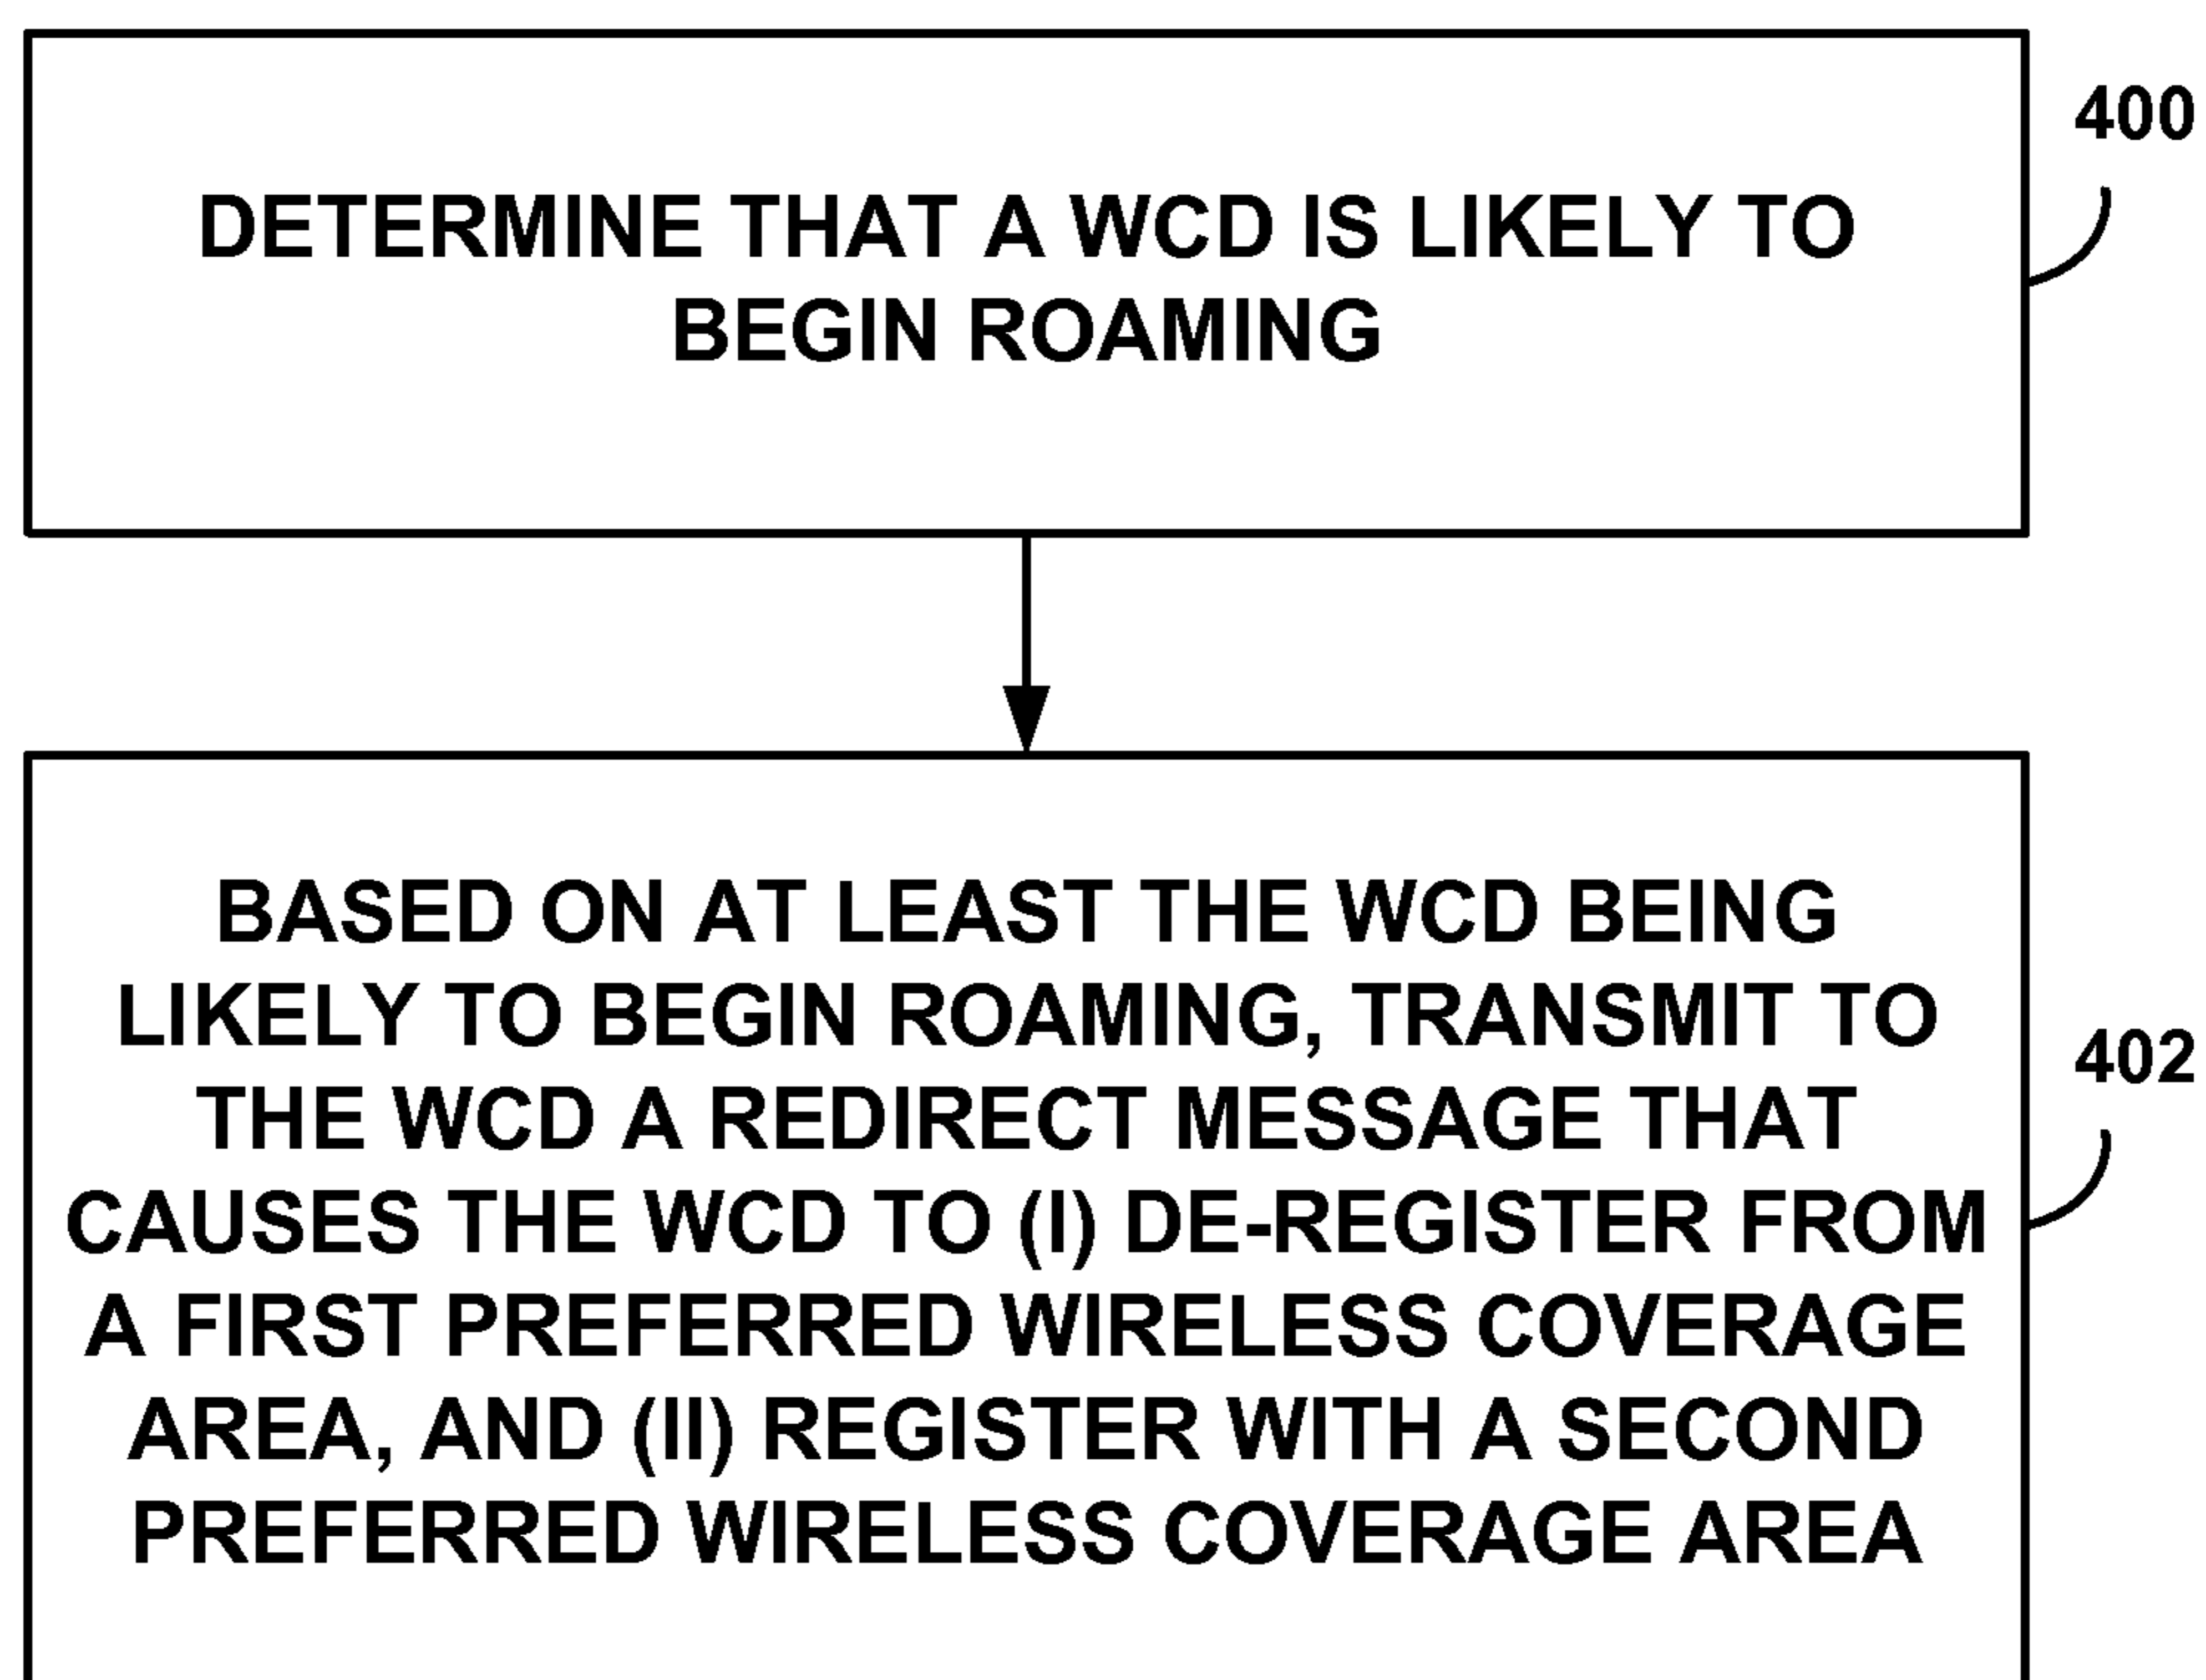 400
DETERMINE THAT A WCD IS LIKELY TO
BEGIN ROAMING
BASED ON AT LEAST THE WCD BEING
LIKELY TO BEGIN ROAMING, TRANSMIT TO
THE WCD A REDIRECT MESSAGE THAT
CAUSES THE WCD TO (I) DE-REGISTER FROM
A FIRST PREFERRED WIRELESS COVERAGE
AREA, AND (II) REGISTER WITH A SECOND
PREFERRED WIRELESS COVERAGE AREA
402